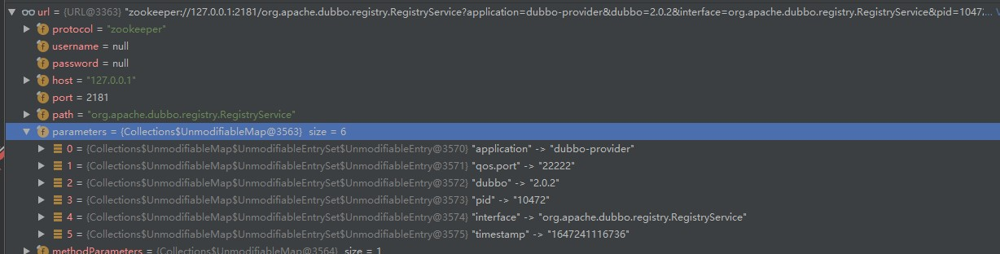 url = {URL@3363} "zookeeper://127.0.0.1:2181/org.apache.dubbo.registry.RegistryService?application=dubbo-provider&dubbo=2.0.2&interface=org.apache.dubbo.registry.RegistryService&pid=1047...
protocol = "zookeeper"
username = null
password = null
host = "127.0.0.1"
port = 2181
path = "org.apache.dubbo.registry.RegistryService"
parameters = {Collections$UnmodifiableMap@3563} size = 6
0 = {Collections$UnmodifiableMap$UnmodifiableEntrySet$UnmodifiableEntry@3570} "application" -> "dubbo-provider"
1 = {Collections$UnmodifiableMap$UnmodifiableEntrySet$UnmodifiableEntry@3571} "qos.port" -> "22222"
2 = {Collections$UnmodifiableMap$UnmodifiableEntrySet$UnmodifiableEntry@3572} "dubbo" -> "2.0.2"
3 = {Collections$UnmodifiableMap$UnmodifiableEntrySet$UnmodifiableEntry@3573} "pid" -> "10472"
4 = {Collections$UnmodifiableMap$UnmodifiableEntrySet$UnmodifiableEntry@3574} "interface" -> "org.apache.dubbo.registry.RegistryService"
5 = {Collections$UnmodifiableMap$UnmodifiableEntrySet$UnmodifiableEntry@3575} "timestamp" -> "1647241116736"
methodParameters = {Collections$UnmodifiableMap@3564} size = 1